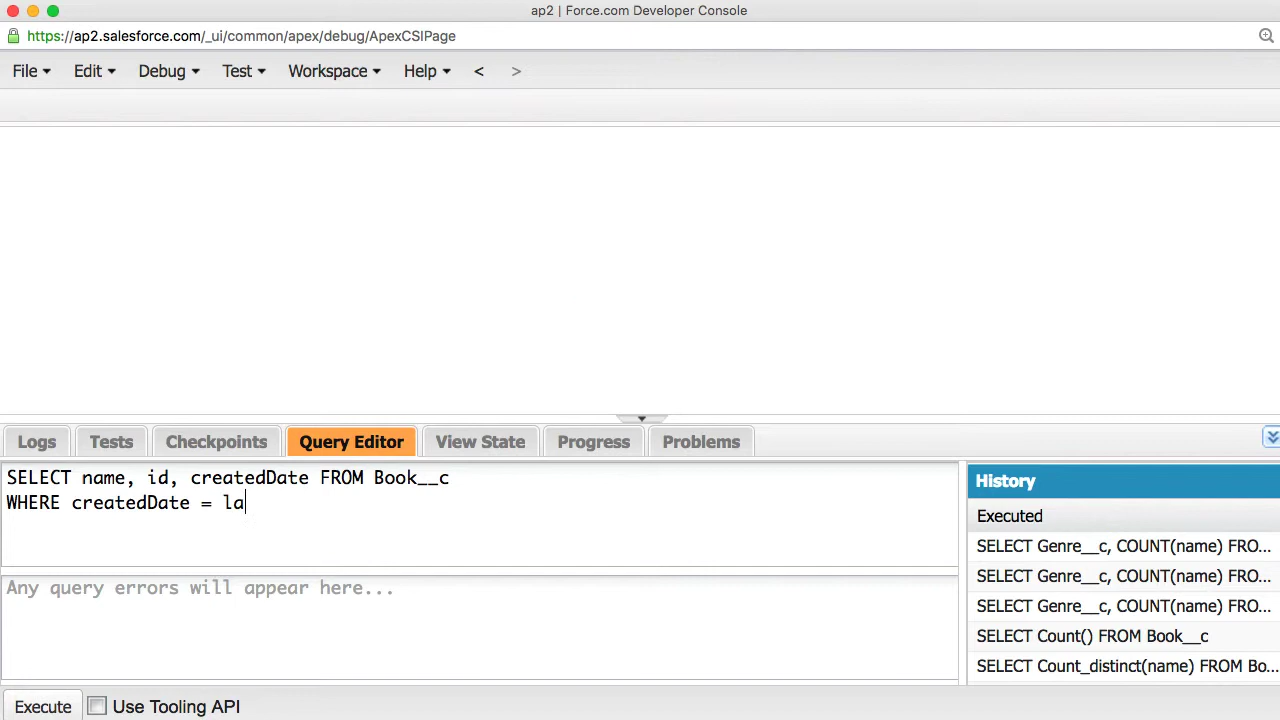 ap2 | Force.com Developer Console
https://ap2.salesforce.com/_ui/common/apex/debug/ApexCSIPage
File Edit Debug Test Workspace Help < >
Logs Tests Checkpoints Query Editor View State Progress Problems
SELECT name, id, createdDate FROM Book__c
WHERE createdDate = la
Any query errors will appear here...
History
Executed
SELECT Genre__c, COUNT(name) FRO...
SELECT Genre__c, COUNT(name) FRO...
SELECT Genre__c, COUNT(name) FRO...
SELECT Count() FROM Book__c
SELECT Count_distinct(name) FROM Bo...
Execute Use Tooling API